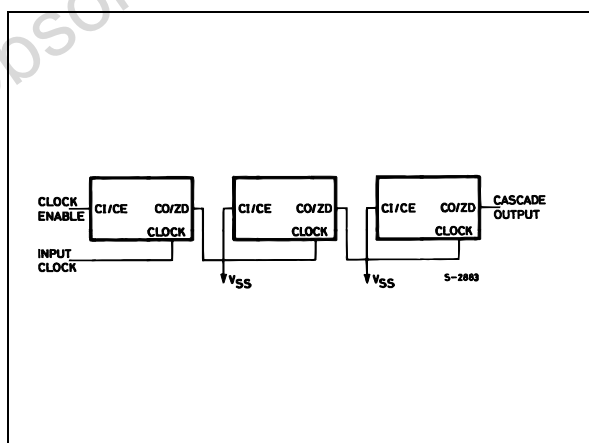 CLOCK
ENABLE
CI/CE
CO/ZD
CLOCK
CI/CE
CO/ZD
CLOCK
CI/CE
CO/ZD
CLOCK
CASCADE
OUTPUT
INPUT
CLOCK
VSS
VSS
S-2883